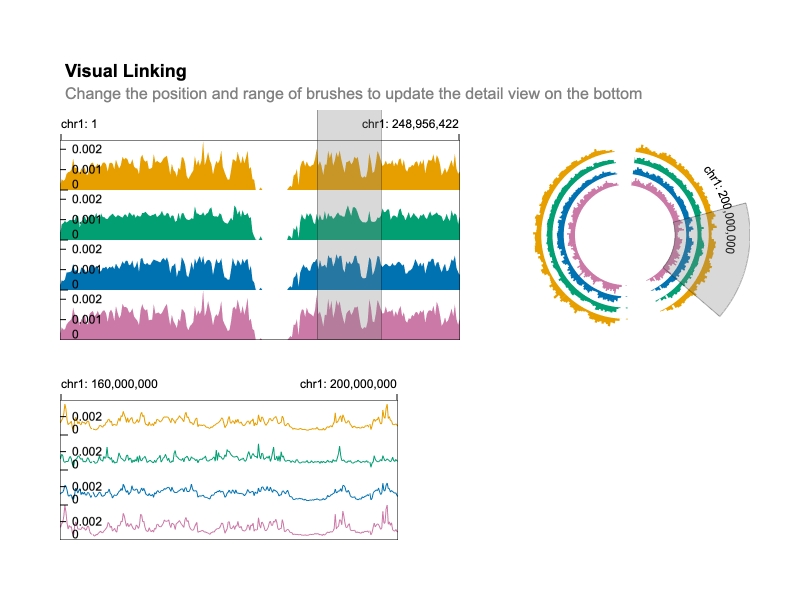 Visual Linking
Change the position and range of brushes to update the detail view on the bottom
chr1: 1
chr1: 248,956,422
0.002
0.001
0
0.002
0.001
0
0.002
0.001
0
0.002
0.001
0
chr1: 200,000,000
chr1: 160,000,000
chr1: 200,000,000
0.002
0
0.002
0
0.002
0
0.002
0